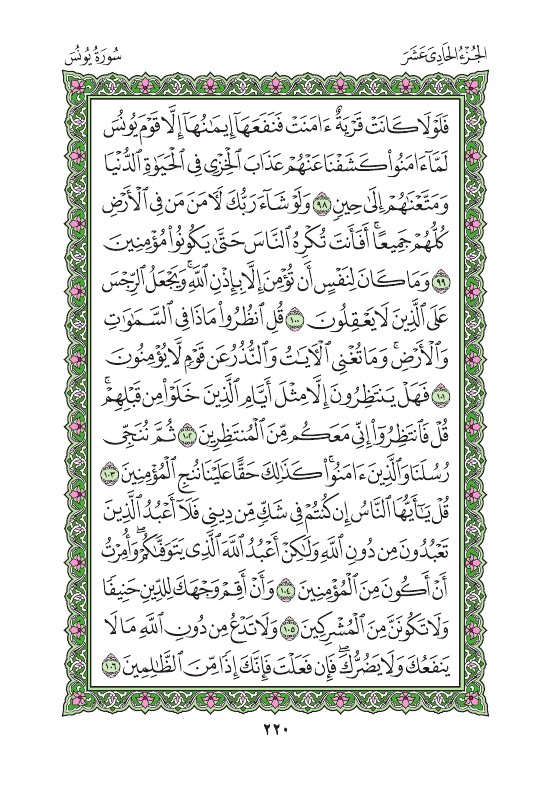 الجُزْءُ الحَادِي عَشَرَ
سُورَةُ يُونُسَ
فَلَوْلَا كَانَتْ قَرْيَةٌ ءَامَنَتْ فَنَفَعَهَآ إِيمَٰنُهَآ إِلَّا قَوْمَ يُونُسَ
لَمَّآ ءَامَنُوا۟ كَشَفْنَا عَنْهُمْ عَذَابَ ٱلْخِزْىِ فِى ٱلْحَيَوٰةِ ٱلدُّنْيَا
وَمَتَّعْنَٰهُمْ إِلَىٰ حِينٍ ٩٨ وَلَوْ شَآءَ رَبُّكَ لَءَامَنَ مَن فِى ٱلْأَرْضِ
كُلُّهُمْ جَمِيعًا ۚ أَفَأَنتَ تُكْرِهُ ٱلنَّاسَ حَتَّىٰ يَكُونُوا۟ مُؤْمِنِينَ
٩٩ وَمَا كَانَ لِنَفْسٍ أَن تُؤْمِنَ إِلَّا بِإِذْنِ ٱللَّهِ ۚ وَيَجْعَلُ ٱلرِّجْسَ
عَلَى ٱلَّذِينَ لَا يَعْقِلُونَ ١٠٠ قُلِ ٱنظُرُوا۟ مَاذَا فِى ٱلسَّمَٰوَٰتِ
وَٱلْأَرْضِ ۚ وَمَا تُغْنِى ٱلْءَايَٰتُ وَٱلنُّذُرُ عَن قَوْمٍ لَّا يُؤْمِنُونَ
١٠١ فَهَلْ يَنتَظِرُونَ إِلَّا مِثْلَ أَيَّامِ ٱلَّذِينَ خَلَوْا۟ مِن قَبْلِهِمْ ۚ
قُلْ فَٱنتَظِرُوٓا۟ إِنِّى مَعَكُم مِّنَ ٱلْمُنتَظِرِينَ ١٠٢ ثُمَّ نُنَجِّى
رُسُلَنَا وَٱلَّذِينَ ءَامَنُوا۟ ۚ كَذَٰلِكَ حَقًّا عَلَيْنَا نُنجِ ٱلْمُؤْمِنِينَ ١٠٣
قُلْ يَٰٓأَيُّهَا ٱلنَّاسُ إِن كُنتُمْ فِى شَكٍّ مِّن دِينِى فَلَآ أَعْبُدُ ٱلَّذِينَ
تَعْبُدُونَ مِن دُونِ ٱللَّهِ وَلَٰكِنْ أَعْبُدُ ٱللَّهَ ٱلَّذِى يَتَوَفَّىٰكُمْ ۖ وَأُمِرْتُ
أَنْ أَكُونَ مِنَ ٱلْمُؤْمِنِينَ ١٠٤ وَأَنْ أَقِمْ وَجْهَكَ لِلدِّينِ حَنِيفًا
وَلَا تَكُونَنَّ مِنَ ٱلْمُشْرِكِينَ ١٠٥ وَلَا تَدْعُ مِن دُونِ ٱللَّهِ مَا لَا
يَنفَعُكَ وَلَا يَضُرُّكَ ۖ فَإِن فَعَلْتَ فَإِنَّكَ إِذًا مِّنَ ٱلظَّٰلِمِينَ ١٠٦
٢٢٠